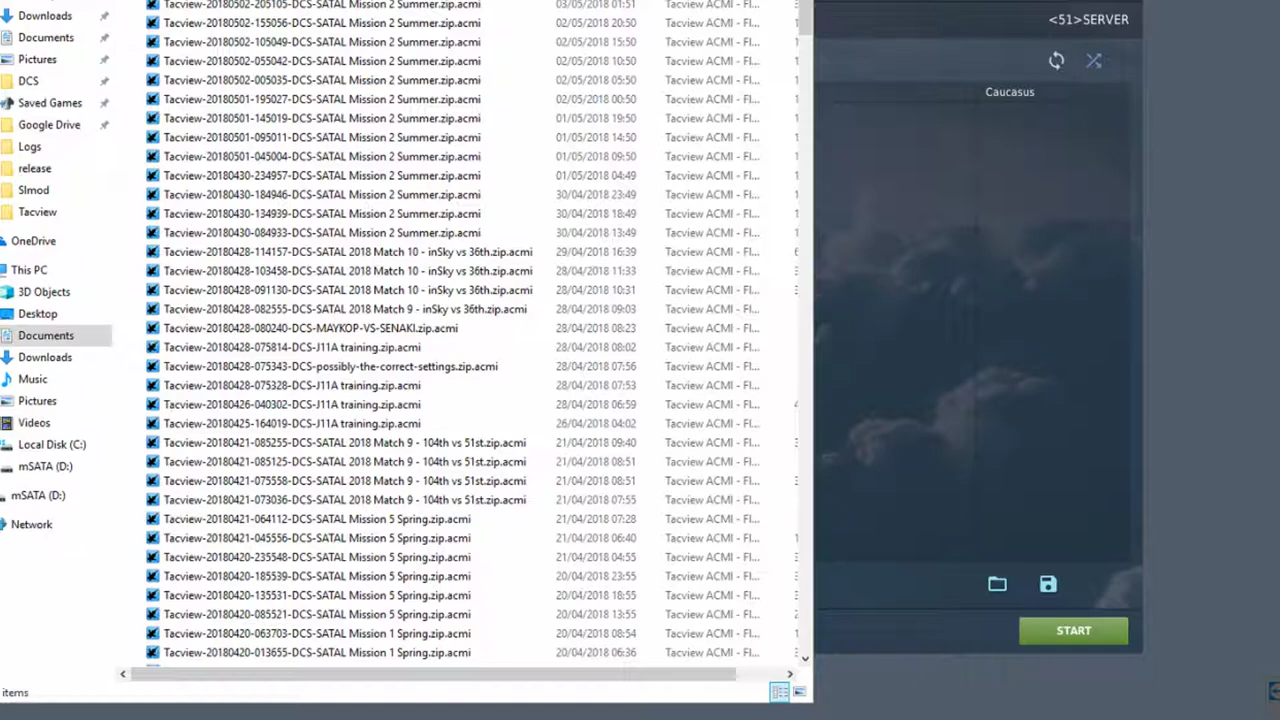 Downloads
Documents
Pictures
DCS
Saved Games
Google Drive
Logs
release
Slmod
Tacview
OneDrive
This PC
3D Objects
Desktop
Documents
Downloads
Music
Pictures
Videos
Local Disk (C:)
mSATA (D:)
mSATA (D:)
Network
Tacview-20180502-205105-DCS-SATAL Mission 2 Summer.zip.acmi 03/05/2018 01:51 Tacview ACMI - Fl...
Tacview-20180502-155056-DCS-SATAL Mission 2 Summer.zip.acmi 02/05/2018 20:50 Tacview ACMI - Fl...
Tacview-20180502-105049-DCS-SATAL Mission 2 Summer.zip.acmi 02/05/2018 15:50 Tacview ACMI - Fl...
Tacview-20180502-055042-DCS-SATAL Mission 2 Summer.zip.acmi 02/05/2018 10:50 Tacview ACMI - Fl...
Tacview-20180502-005035-DCS-SATAL Mission 2 Summer.zip.acmi 02/05/2018 05:50 Tacview ACMI - Fl...
Tacview-20180501-195027-DCS-SATAL Mission 2 Summer.zip.acmi 02/05/2018 00:50 Tacview ACMI - Fl...
Tacview-20180501-145019-DCS-SATAL Mission 2 Summer.zip.acmi 01/05/2018 19:50 Tacview ACMI - Fl...
Tacview-20180501-095011-DCS-SATAL Mission 2 Summer.zip.acmi 01/05/2018 14:50 Tacview ACMI - Fl...
Tacview-20180501-045004-DCS-SATAL Mission 2 Summer.zip.acmi 01/05/2018 09:50 Tacview ACMI - Fl...
Tacview-20180430-234957-DCS-SATAL Mission 2 Summer.zip.acmi 01/05/2018 04:49 Tacview ACMI - Fl...
Tacview-20180430-184946-DCS-SATAL Mission 2 Summer.zip.acmi 30/04/2018 23:49 Tacview ACMI - Fl...
Tacview-20180430-134939-DCS-SATAL Mission 2 Summer.zip.acmi 30/04/2018 18:49 Tacview ACMI - Fl...
Tacview-20180430-084933-DCS-SATAL Mission 2 Summer.zip.acmi 30/04/2018 13:49 Tacview ACMI - Fl...
Tacview-20180428-114157-DCS-SATAL 2018 Match 10 - inSky vs 36th.zip.acmi 29/04/2018 16:39 Tacview ACMI - Fl...
Tacview-20180428-103458-DCS-SATAL 2018 Match 10 - inSky vs 36th.zip.acmi 28/04/2018 11:33 Tacview ACMI - Fl...
Tacview-20180428-091130-DCS-SATAL 2018 Match 10 - inSky vs 36th.zip.acmi 28/04/2018 10:31 Tacview ACMI - Fl...
Tacview-20180428-082555-DCS-SATAL 2018 Match 9 - inSky vs 36th.zip.acmi 28/04/2018 09:03 Tacview ACMI - Fl...
Tacview-20180428-080240-DCS-MAYKOP-VS-SENAKI.zip.acmi 28/04/2018 08:23 Tacview ACMI - Fl...
Tacview-20180428-075814-DCS-J11A training.zip.acmi 28/04/2018 08:02 Tacview ACMI - Fl...
Tacview-20180428-075343-DCS-possibly-the-correct-settings.zip.acmi 28/04/2018 07:56 Tacview ACMI - Fl...
Tacview-20180428-075328-DCS-J11A training.zip.acmi 28/04/2018 07:53 Tacview ACMI - Fl...
Tacview-20180426-040302-DCS-J11A training.zip.acmi 28/04/2018 06:59 Tacview ACMI - Fl...
Tacview-20180425-164019-DCS-J11A training.zip.acmi 26/04/2018 04:02 Tacview ACMI - Fl...
Tacview-20180421-085255-DCS-SATAL 2018 Match 9 - 104th vs 51st.zip.acmi 21/04/2018 09:40 Tacview ACMI - Fl...
Tacview-20180421-085125-DCS-SATAL 2018 Match 9 - 104th vs 51st.zip.acmi 21/04/2018 08:51 Tacview ACMI - Fl...
Tacview-20180421-075558-DCS-SATAL 2018 Match 9 - 104th vs 51st.zip.acmi 21/04/2018 08:51 Tacview ACMI - Fl...
Tacview-20180421-073036-DCS-SATAL 2018 Match 9 - 104th vs 51st.zip.acmi 21/04/2018 07:55 Tacview ACMI - Fl...
Tacview-20180421-064112-DCS-SATAL Mission 5 Spring.zip.acmi 21/04/2018 07:28 Tacview ACMI - Fl...
Tacview-20180421-045556-DCS-SATAL Mission 5 Spring.zip.acmi 21/04/2018 06:40 Tacview ACMI - Fl...
Tacview-20180420-235548-DCS-SATAL Mission 5 Spring.zip.acmi 21/04/2018 04:55 Tacview ACMI - Fl...
Tacview-20180420-185539-DCS-SATAL Mission 5 Spring.zip.acmi 20/04/2018 23:55 Tacview ACMI - Fl...
Tacview-20180420-135531-DCS-SATAL Mission 5 Spring.zip.acmi 20/04/2018 18:55 Tacview ACMI - Fl...
Tacview-20180420-085521-DCS-SATAL Mission 5 Spring.zip.acmi 20/04/2018 13:55 Tacview ACMI - Fl...
Tacview-20180420-063703-DCS-SATAL Mission 1 Spring.zip.acmi 20/04/2018 08:54 Tacview ACMI - Fl...
Tacview-20180420-013655-DCS-SATAL Mission 1 Spring.zip.acmi 20/04/2018 06:36 Tacview ACMI - Fl...
items
<51>SERVER
Caucasus
START